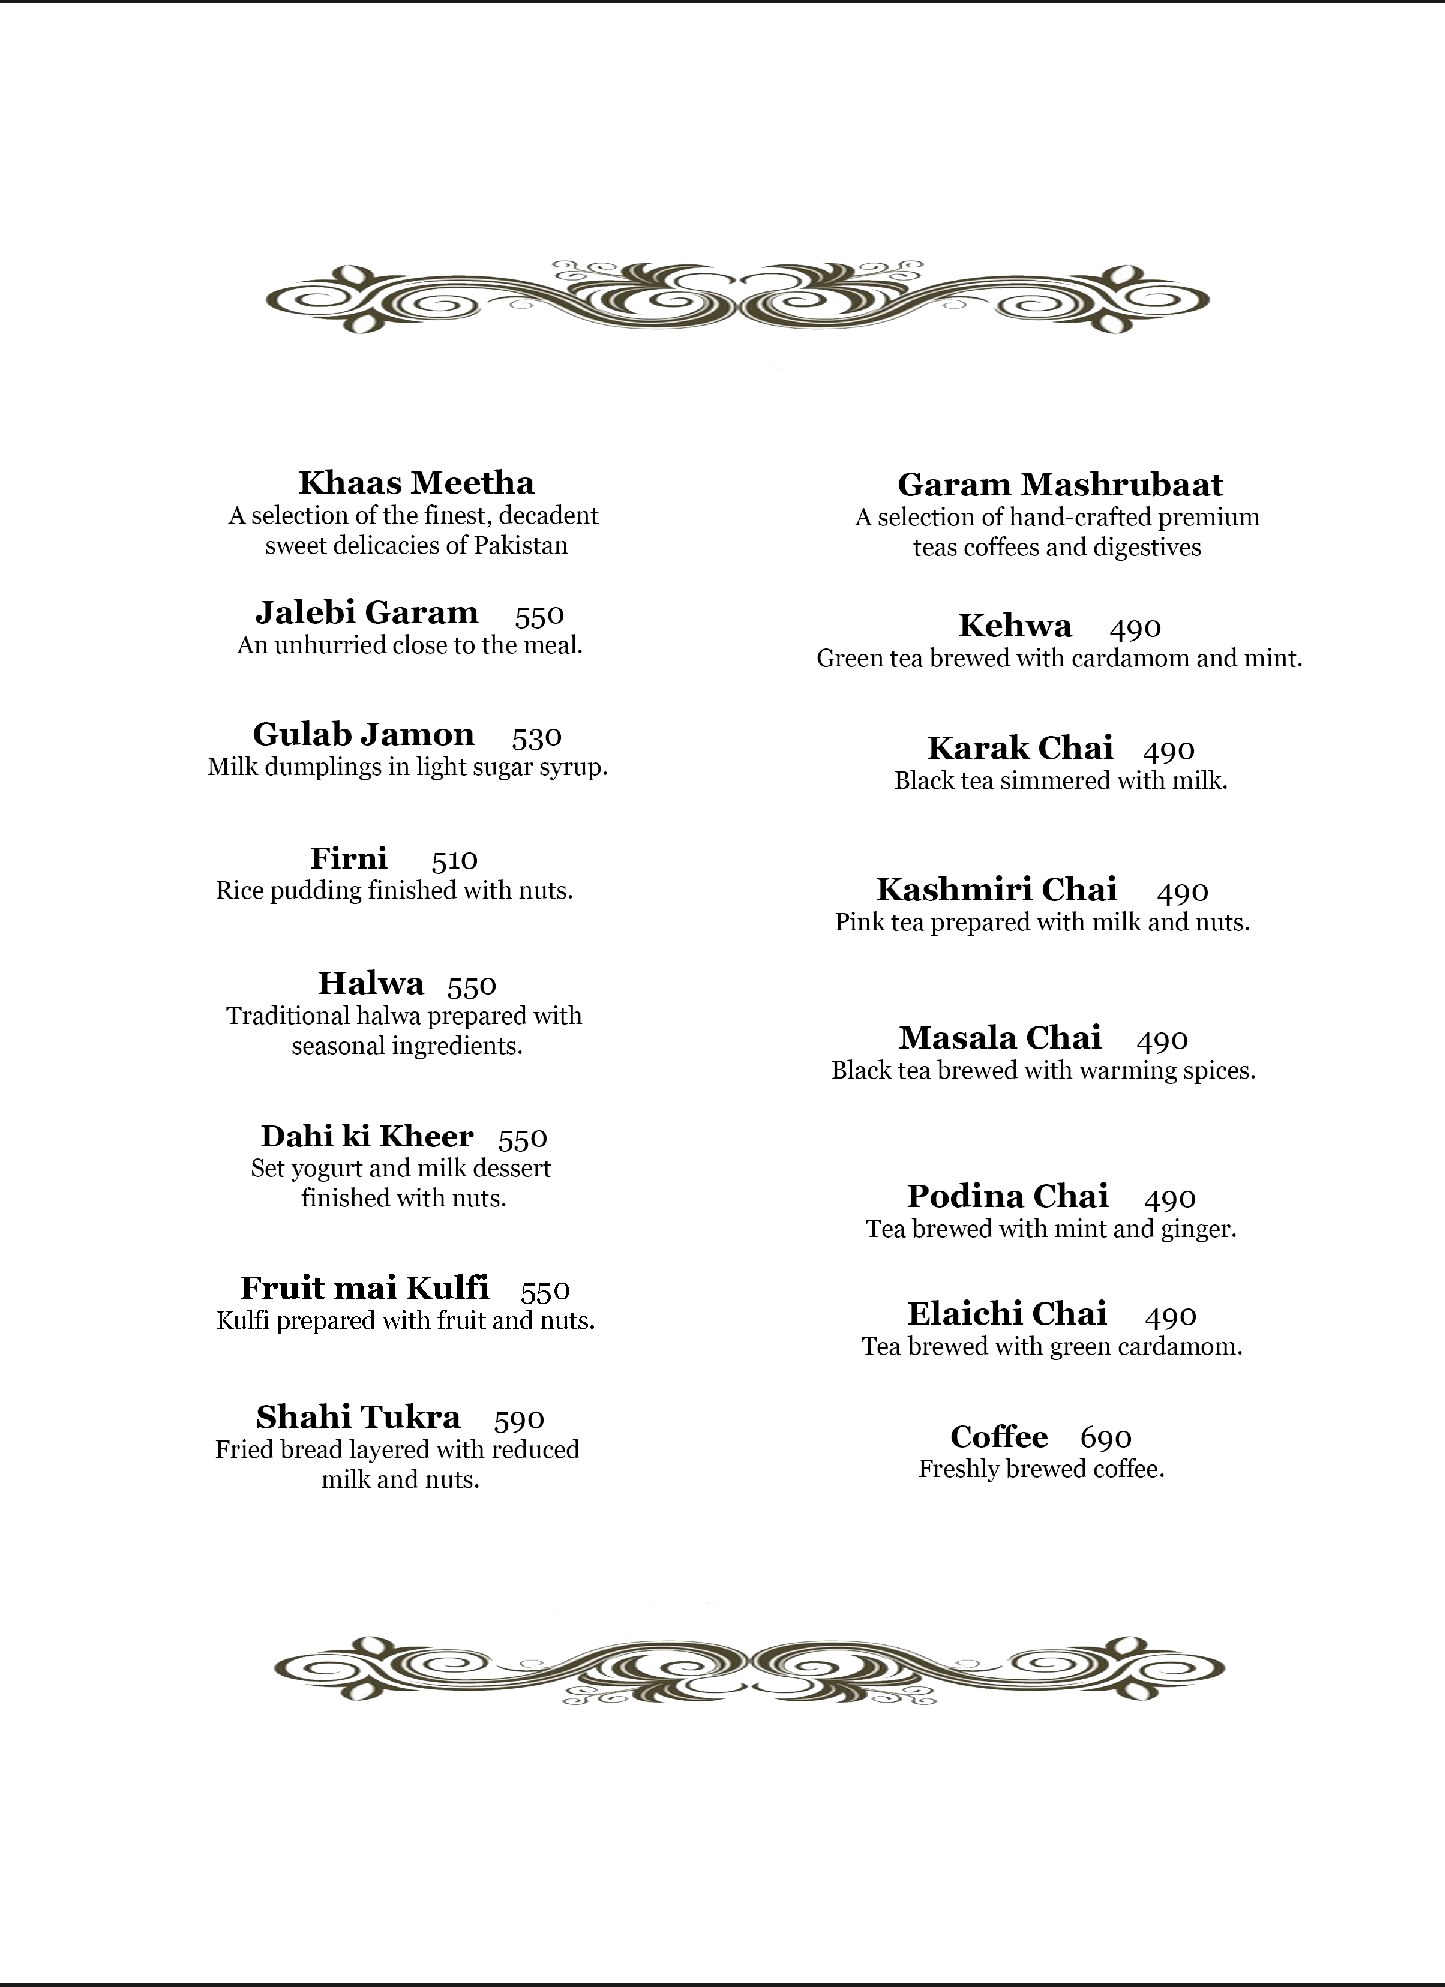 Khaas Meetha
A selection of the finest, decadent
sweet delicacies of Pakistan
Jalebi Garam 550
An unhurried close to the meal.
Gulab Jamon 530
Milk dumplings in light sugar syrup.
Firni 510
Rice pudding finished with nuts.
Halwa 550
Traditional halwa prepared with
seasonal ingredients.
Dahi ki Kheer 550
Set yogurt and milk dessert
finished with nuts.
Fruit mai Kulfi 550
Kulfi prepared with fruit and nuts.
Shahi Tukra 590
Fried bread layered with reduced
milk and nuts.
Garam Mashrubaat
A selection of hand-crafted premium
teas coffees and digestives
Kehwa 490
Green tea brewed with cardamom and mint.
Karak Chai 490
Black tea simmered with milk.
Kashmiri Chai 490
Pink tea prepared with milk and nuts.
Masala Chai 490
Black tea brewed with warming spices.
Podina Chai 490
Tea brewed with mint and ginger.
Elaichi Chai 490
Tea brewed with green cardamom.
Coffee 690
Freshly brewed coffee.